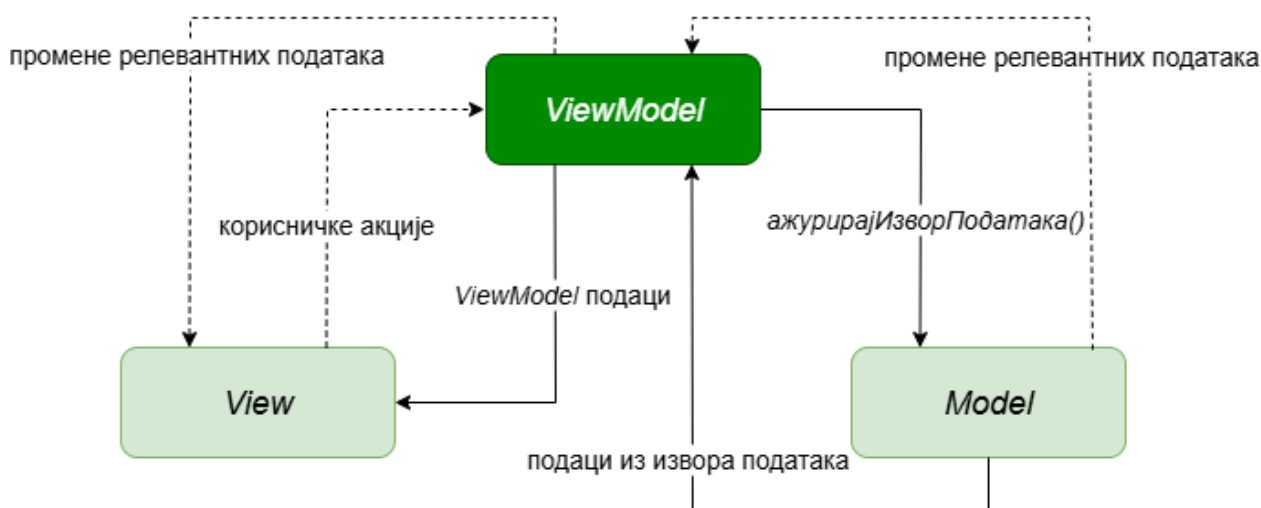 промене релевантних података
промене релевантних података
ViewModel
корисничке акције
ажурирајИзворПодатака()
ViewModel подаци
View
Model
подаци из извора података